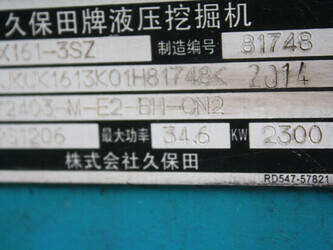 久保田牌液压挖掘机
X161-3SZ 制造编号 81748
KUK1613K01H81748K 2014
2403-M-E2-BH-CN2
S1206 最大功率 34.6 KW 2300
株式会社久保田 RD547-57821